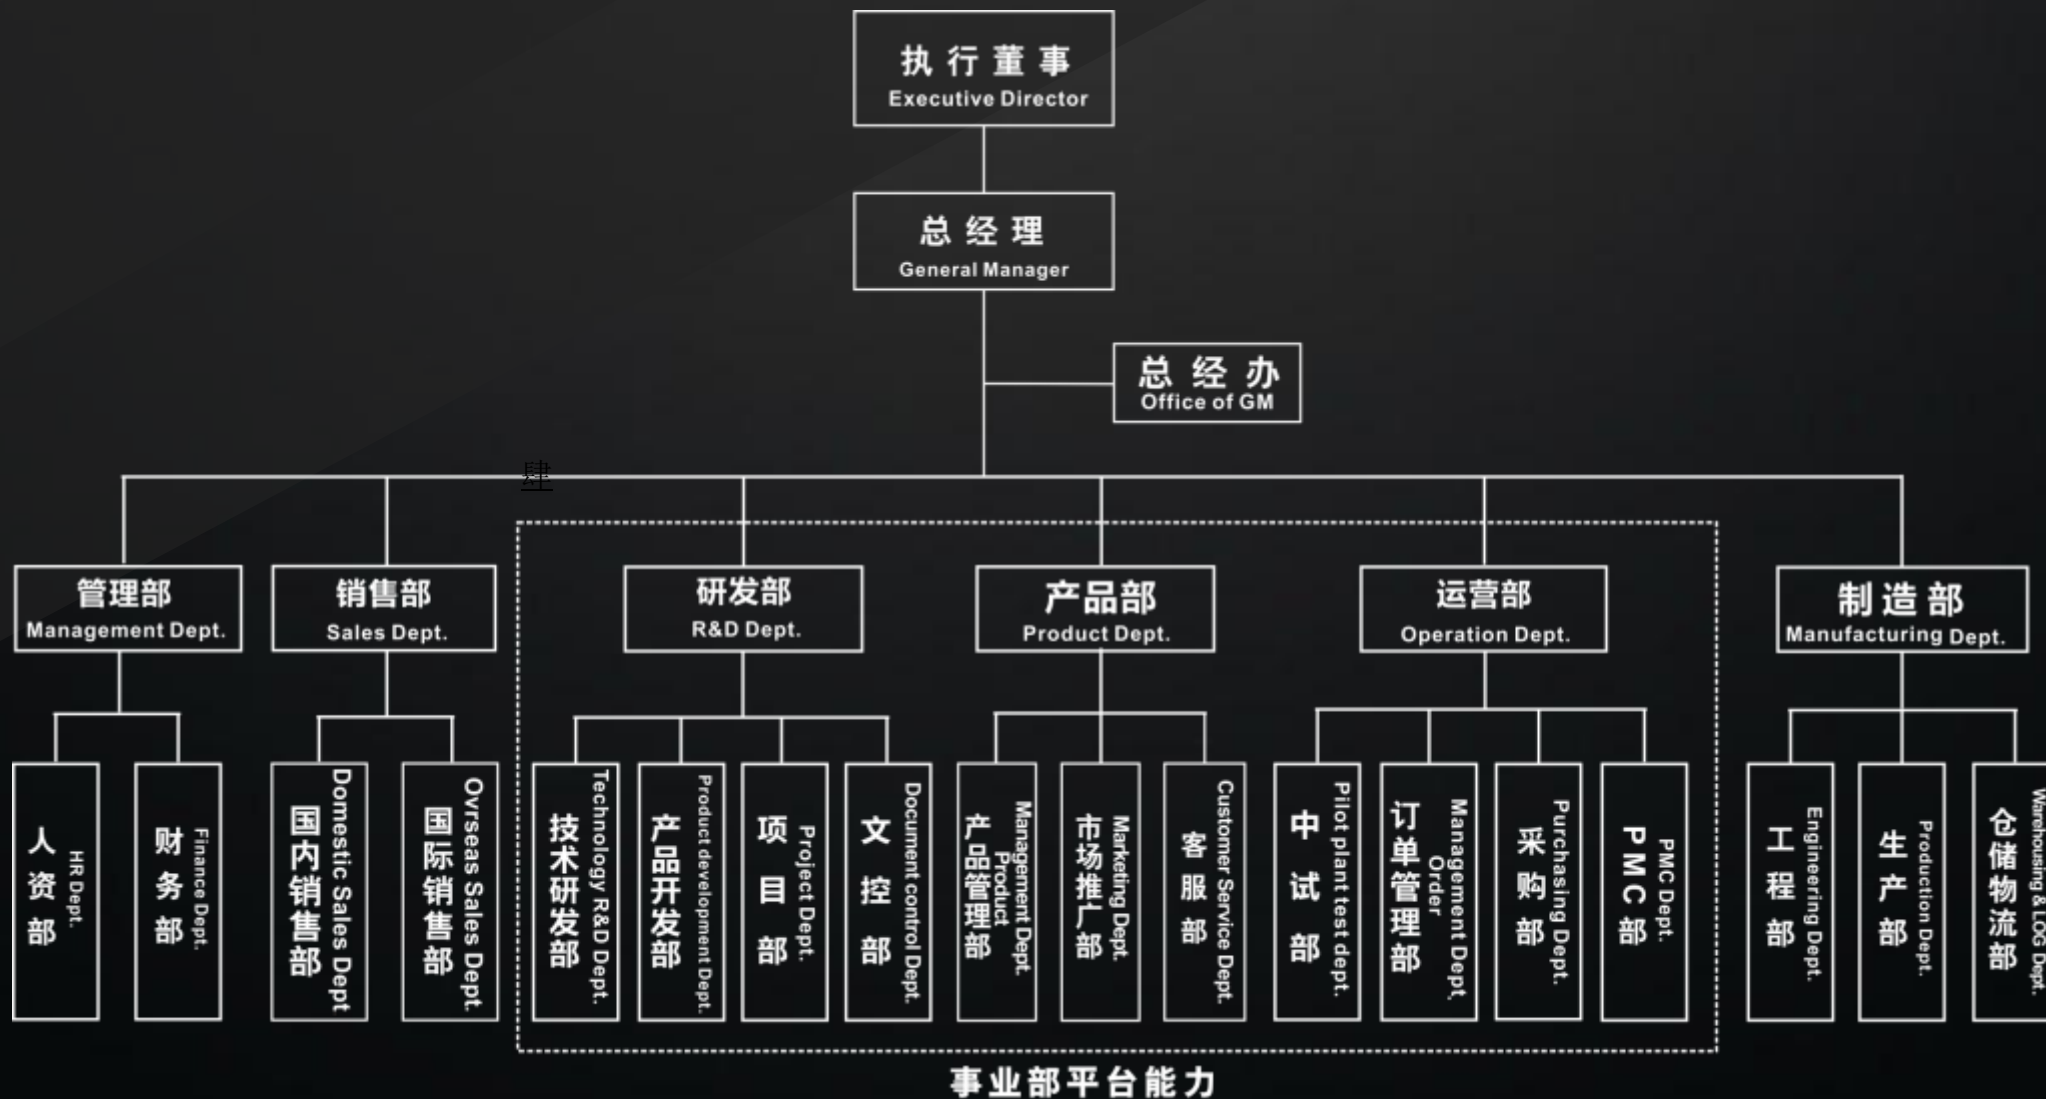 执行董事
Executive Director
总经理
General Manager
总经办
Office of GM
肆
管理部
Management Dept.
销售部
Sales Dept.
研发部
R&D Dept.
产品部
Product Dept.
运营部
Operation Dept.
制造部
Manufacturing Dept.
人资部
HR Dept.
财务部
Finance Dept.
国内销售部
Domestic Sales Dept
国际销售部
Ovrseas Sales Dept.
技术研发部
Technology R&D Dept.
产品开发部
Product development Dept.
项目部
Project Dept.
文控部
Document control Dept.
产品管理部
Product
Management Dept.
市场推广部
Marketing Dept.
客服部
Customer Service Dept.
中试部
Pilot plant test dept.
订单管理部
Order
Management Dept.
采购部
Purchasing Dept.
PMC部
PMC Dept.
工程部
Engineering Dept.
生产部
Production Dept.
仓储物流部
Warehousing & LOG Dept.
事业部平台能力